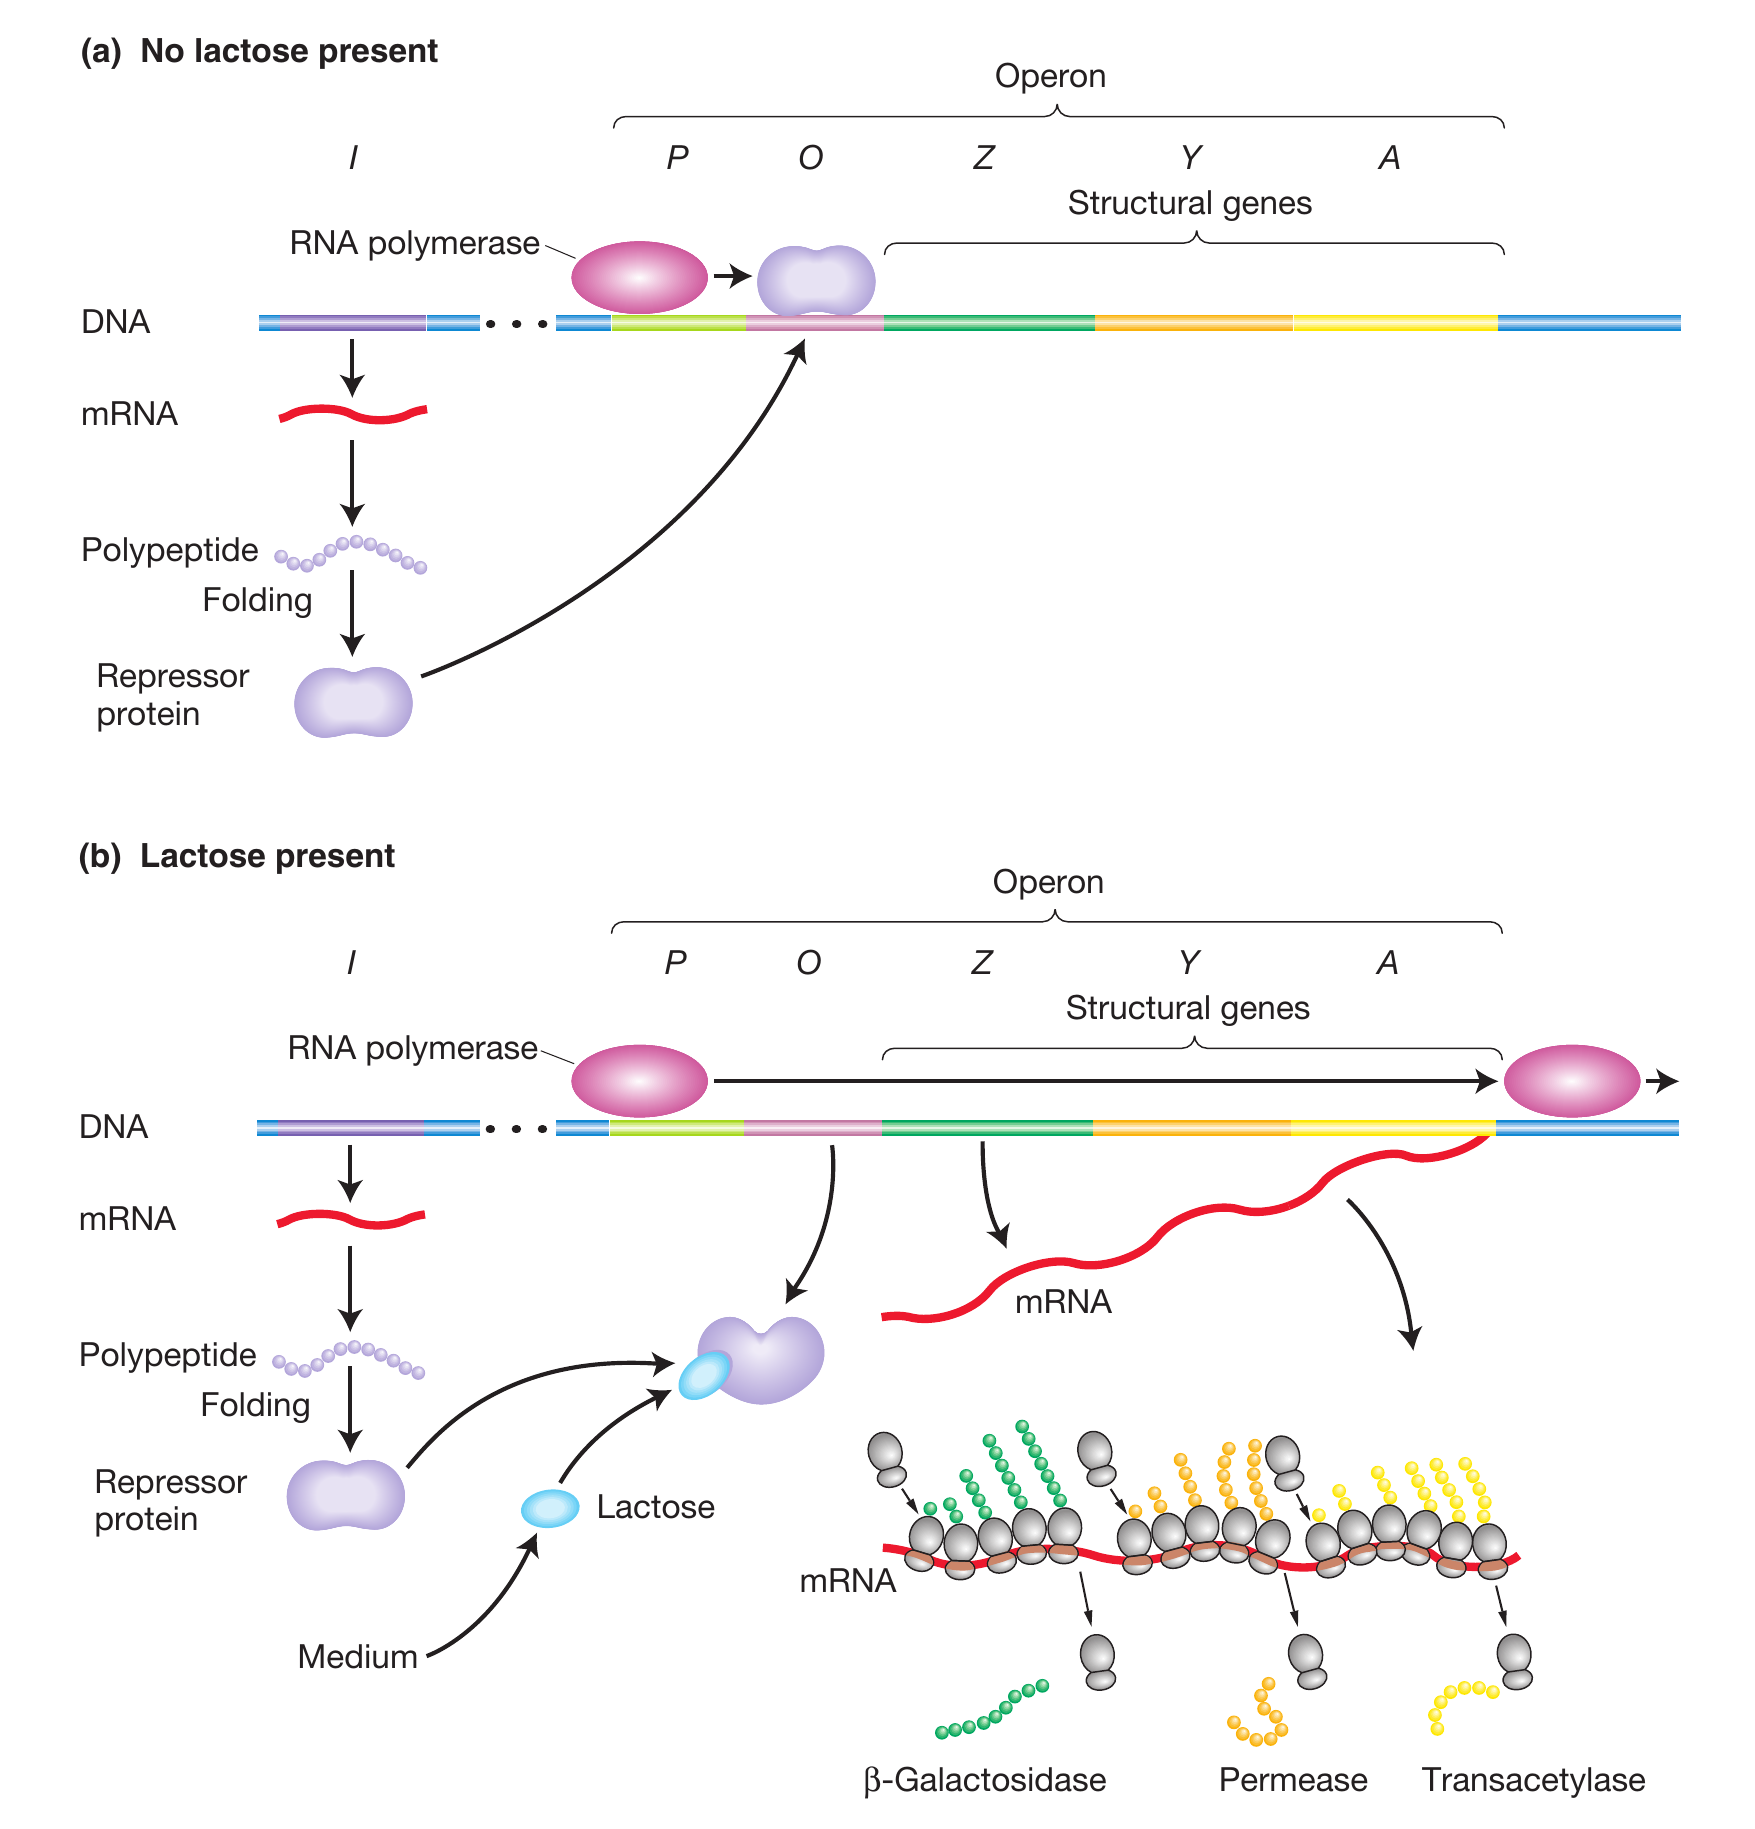 (a) No lactose present
Operon
I P O Z Y A
Structural genes
RNA polymerase
DNA
mRNA
Polypeptide
Folding
Repressor
protein
(b) Lactose present
Operon
I P O Z Y A
Structural genes
RNA polymerase
DNA
mRNA
mRNA
Polypeptide
Folding
Repressor
protein
Lactose
mRNA
Medium
β-Galactosidase Permease Transacetylase